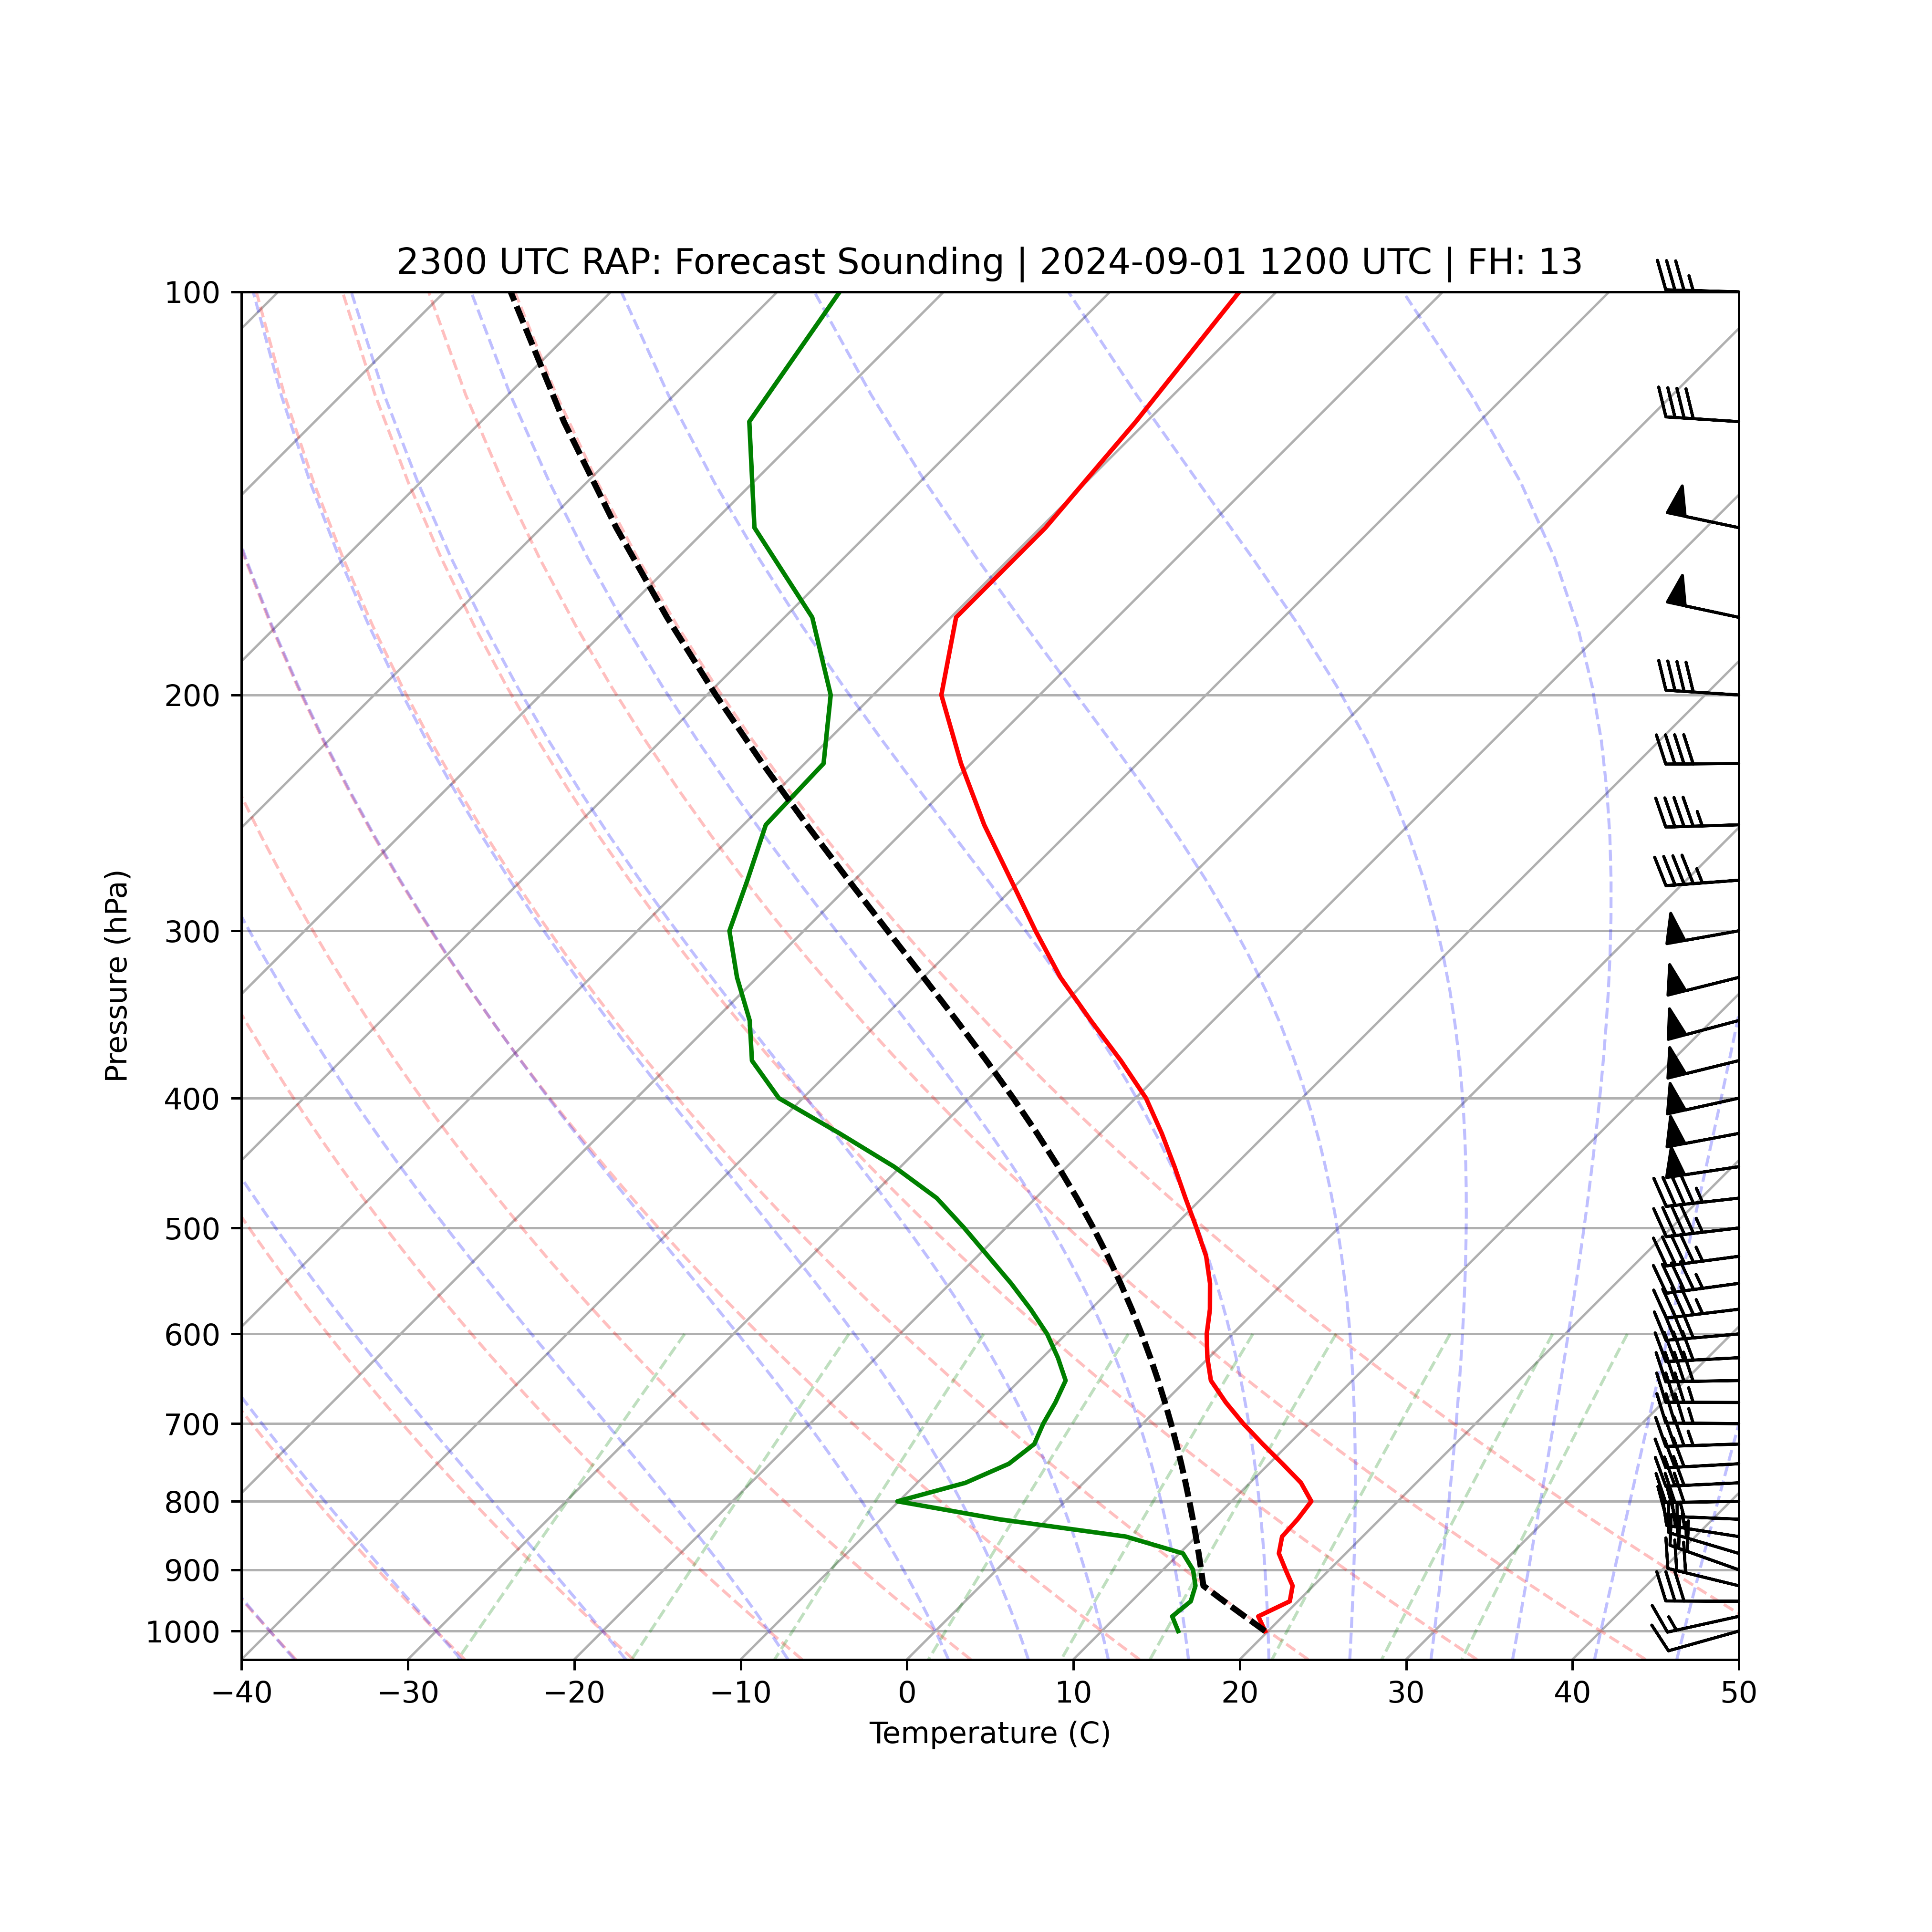 2300 UTC RAP: Forecast Sounding | 2024-09-01 1200 UTC | FH: 13
100
200
300
400
500
600
700
800
900
1000
Pressure (hPa)
−40 −30 −20 −10 0 10 20 30 40 50
Temperature (C)